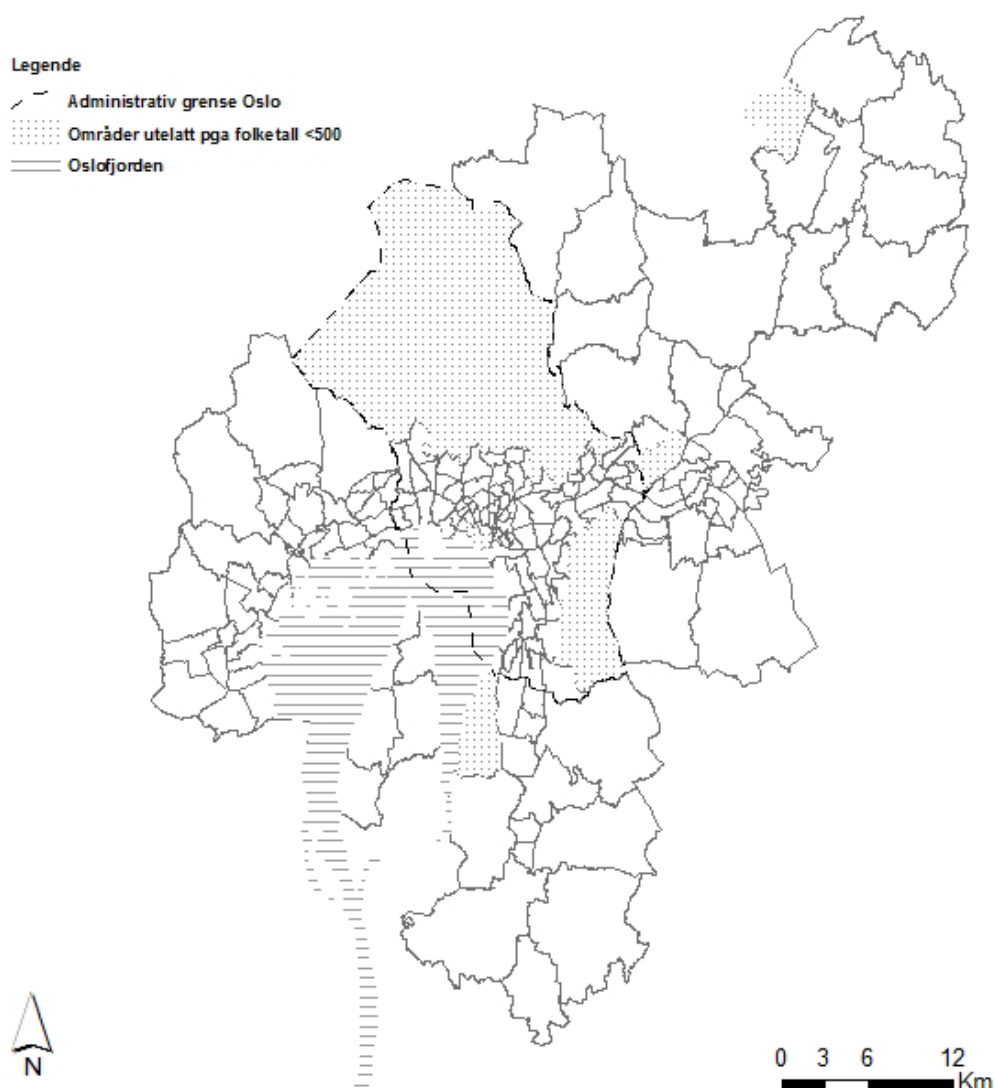 Legende
Administrativ grense Oslo
Områder utelatt pga folketall <500
Oslofjorden
N
0 3 6 12
Km